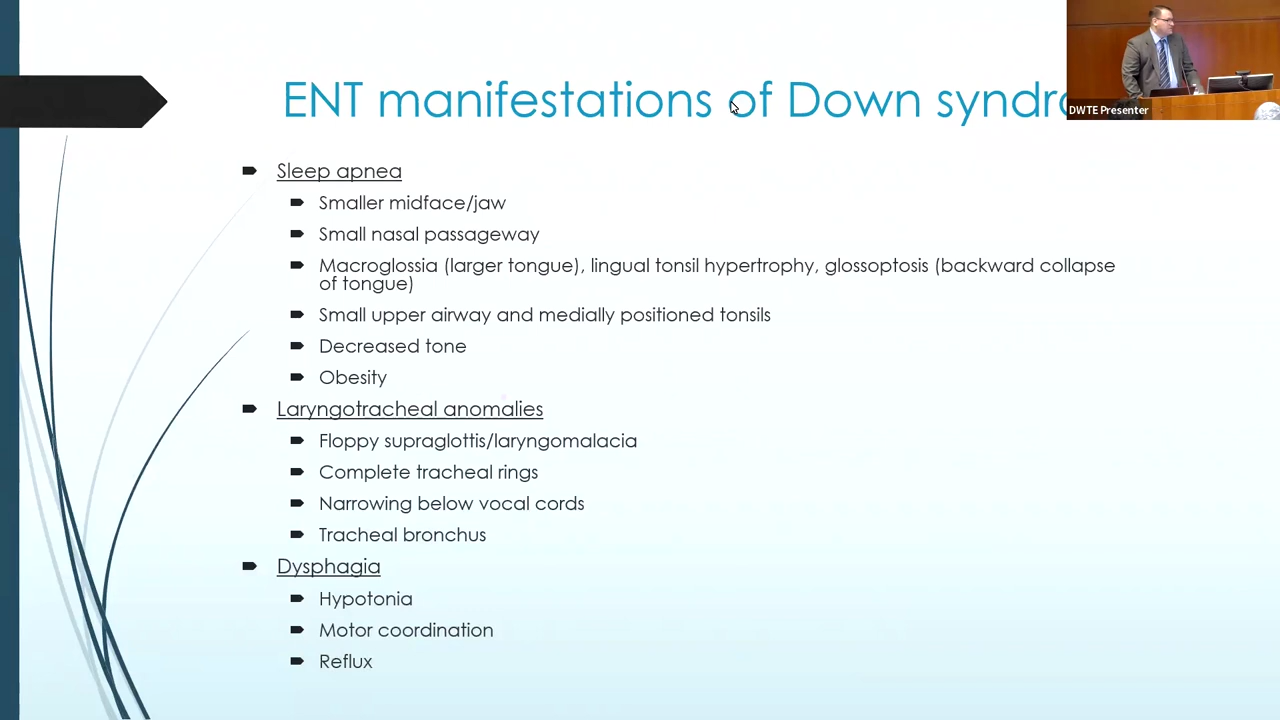 ENT manifestations of Down syndr
DWTE Presenter
Sleep apnea
Smaller midface/jaw
Small nasal passageway
Macroglossia (larger tongue), lingual tonsil hypertrophy, glossoptosis (backward collapse
of tongue)
Small upper airway and medially positioned tonsils
Decreased tone
Obesity
Laryngotracheal anomalies
Floppy supraglottis/laryngomalacia
Complete tracheal rings
Narrowing below vocal cords
Tracheal bronchus
Dysphagia
Hypotonia
Motor coordination
Reflux